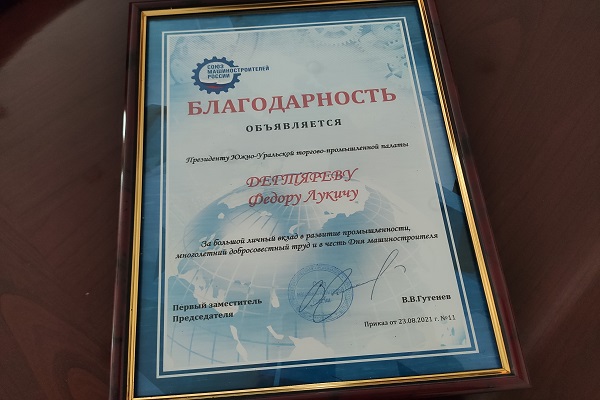 СОЮЗ
МАШИНОСТРОИТЕЛЕЙ
РОССИИ
БЛАГОДАРНОСТЬ
ОБЪЯВЛЯЕТСЯ
Президенту Южно-Уральской торгово-промышленной палаты
ДЕГТЯРЕВУ
Федору Лукичу
За большой личный вклад в развитие промышленности,
многолетний добросовестный труд и в честь Дня машиностроителя
Первый заместитель
Председателя
В.В.Гутенев
Приказ от 23.08.2021 г. №11